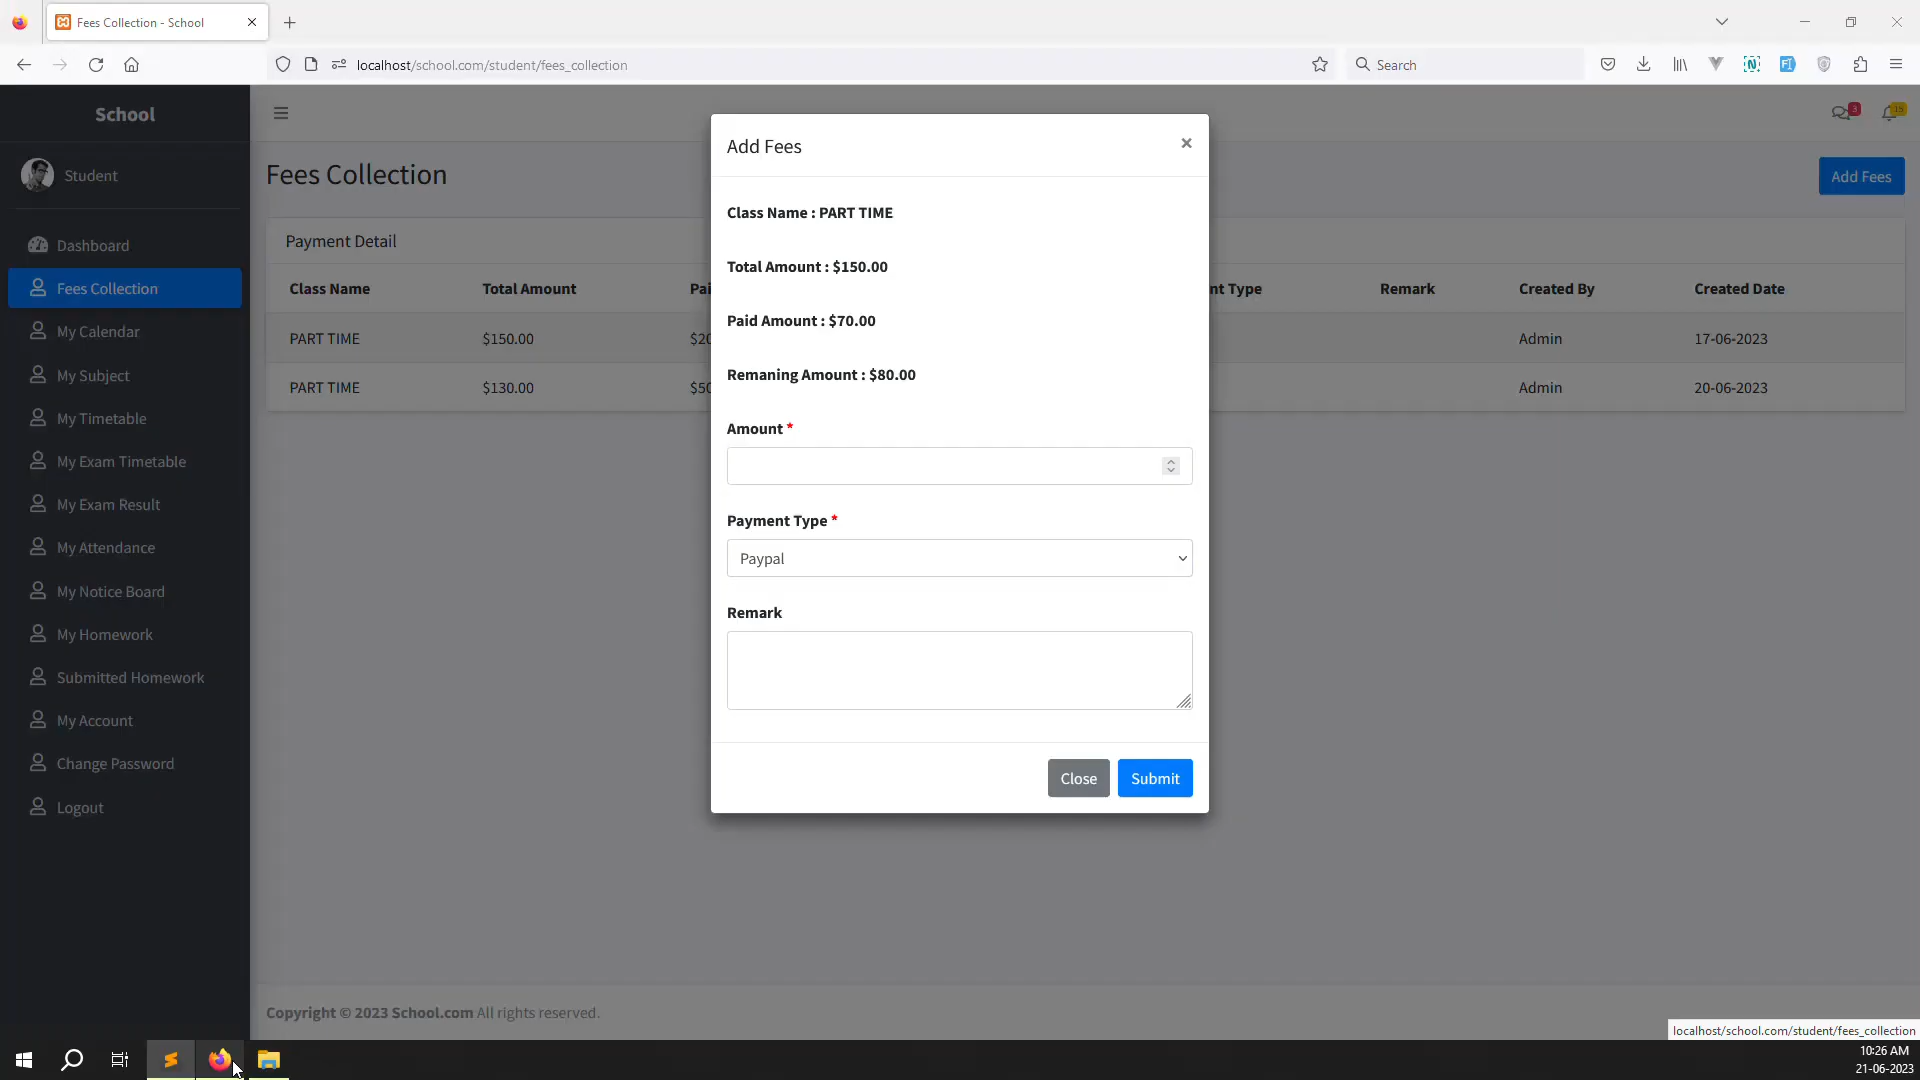 Fees Collection - School
localhost/school.com/student/fees_collection
Search
School
3
15
Student
Dashboard
Fees Collection
My Calendar
My Subject
My Timetable
My Exam Timetable
My Exam Result
My Attendance
My Notice Board
My Homework
Submitted Homework
My Account
Change Password
Logout
Fees Collection
Add Fees
Payment Detail
Class Name Total Amount Pai nt Type Remark Created By Created Date
PART TIME $150.00 $20 Admin 17-06-2023
PART TIME $130.00 $50 Admin 20-06-2023
Add Fees
×
Class Name : PART TIME
Total Amount : $150.00
Paid Amount : $70.00
Remaning Amount : $80.00
Amount *
Payment Type *
Paypal
Remark
Close Submit
Copyright © 2023 School.com All rights reserved.
localhost/school.com/student/fees_collection
10:26 AM
21-06-2023